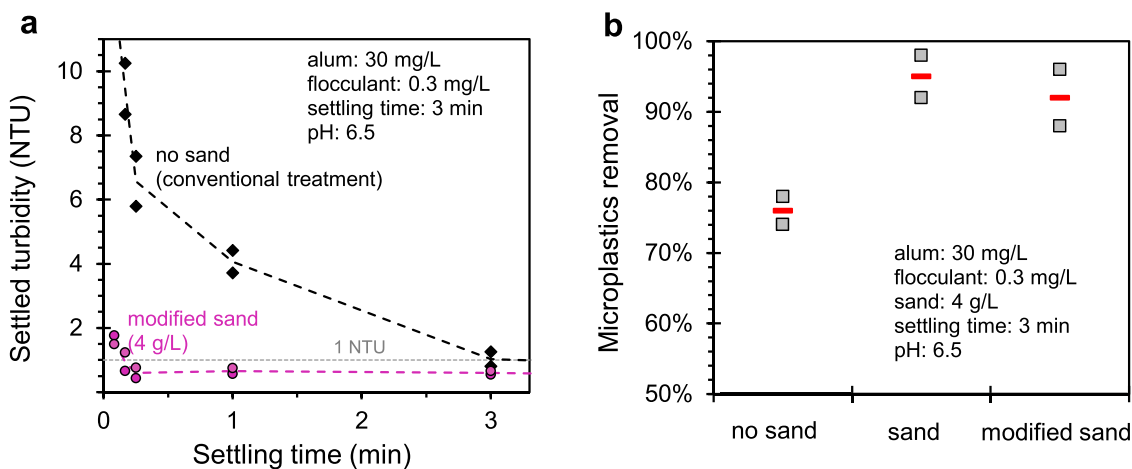 a
Settled turbidity (NTU)
10
8
6
4
2
0
1
2
3
Settling time (min)
alum: 30 mg/L
flocculant: 0.3 mg/L
settling time: 3 min
pH: 6.5
no sand
(conventional treatment)
modified sand
(4 g/L)
1 NTU
b
Microplastics removal
100%
90%
80%
70%
60%
50%
alum: 30 mg/L
flocculant: 0.3 mg/L
sand: 4 g/L
settling time: 3 min
pH: 6.5
no sand
sand
modified sand